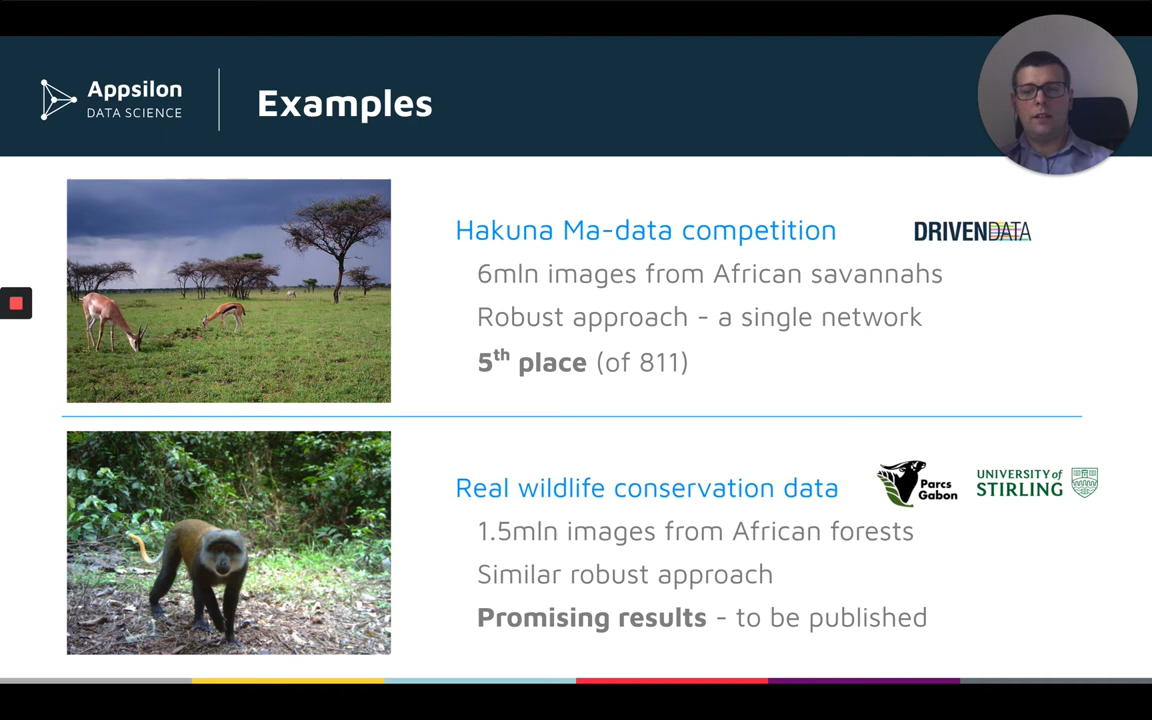 Appsilon
DATA SCIENCE
Examples
Hakuna Ma-data competition
DRIVENDATA
6mln images from African savannahs
Robust approach - a single network
5th place (of 811)
Real wildlife conservation data
Parcs
Gabon
UNIVERSITY of
STIRLING
1.5mln images from African forests
Similar robust approach
Promising results - to be published